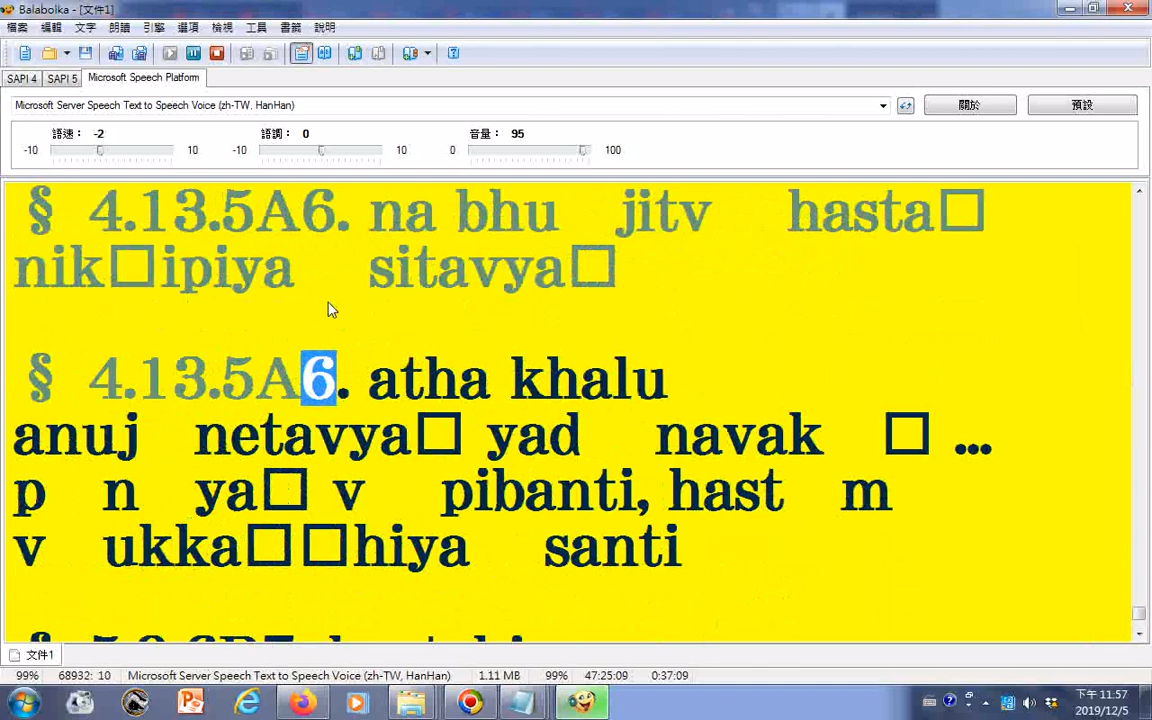 Balabolka - [文件1]
檔案 編輯 文字 朗讀 引擎 選項 檢視 工具 書籤 說明
SAPI 4 SAPI 5 Microsoft Speech Platform
Microsoft Server Speech Text to Speech Voice (zh-TW, HanHan) 關於 預設
語速： -2 語調： 0 音量： 95
-10 10 -10 10 0 100
§ 4.13.5A6. na bhu jitv hasta□
nik□ipiya sitavya□
§ 4.13.5A6. atha khalu
anuj netavya□ yad navak □ ...
p n ya□ v pibanti, hast m
v ukka□□hiya santi
文件1
99% 68932: 10 Microsoft Server Speech Text to Speech Voice (zh-TW, HanHan) 1.11 MB 99% 47:25:09 0:37:09
下午 11:57
2019/12/5